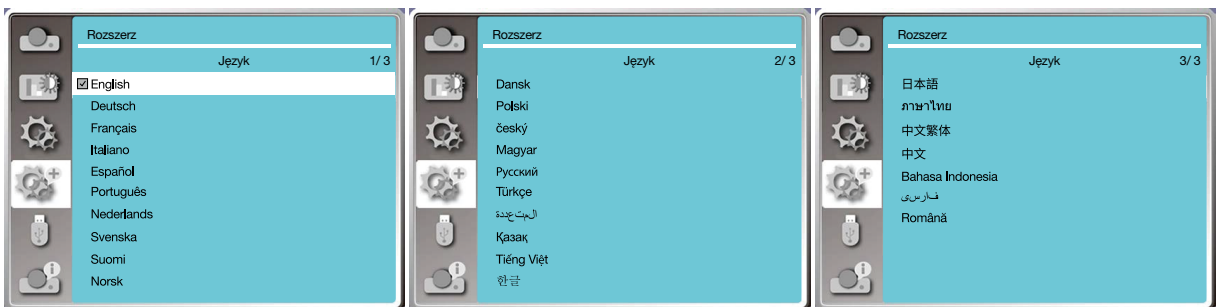 Rozszerz
Język 1/ 3
English
Deutsch
Français
Italiano
Español
Português
Nederlands
Svenska
Suomi
Norsk
Rozszerz
Język 2/ 3
Dansk
Polski
český
Magyar
Русский
Türkçe
المتعددة
Қазақ
Tiếng Việt
한글
Rozszerz
Język 3/ 3
日本語
ภาษาไทย
中文繁体
中文
Bahasa Indonesia
فارسی
Română